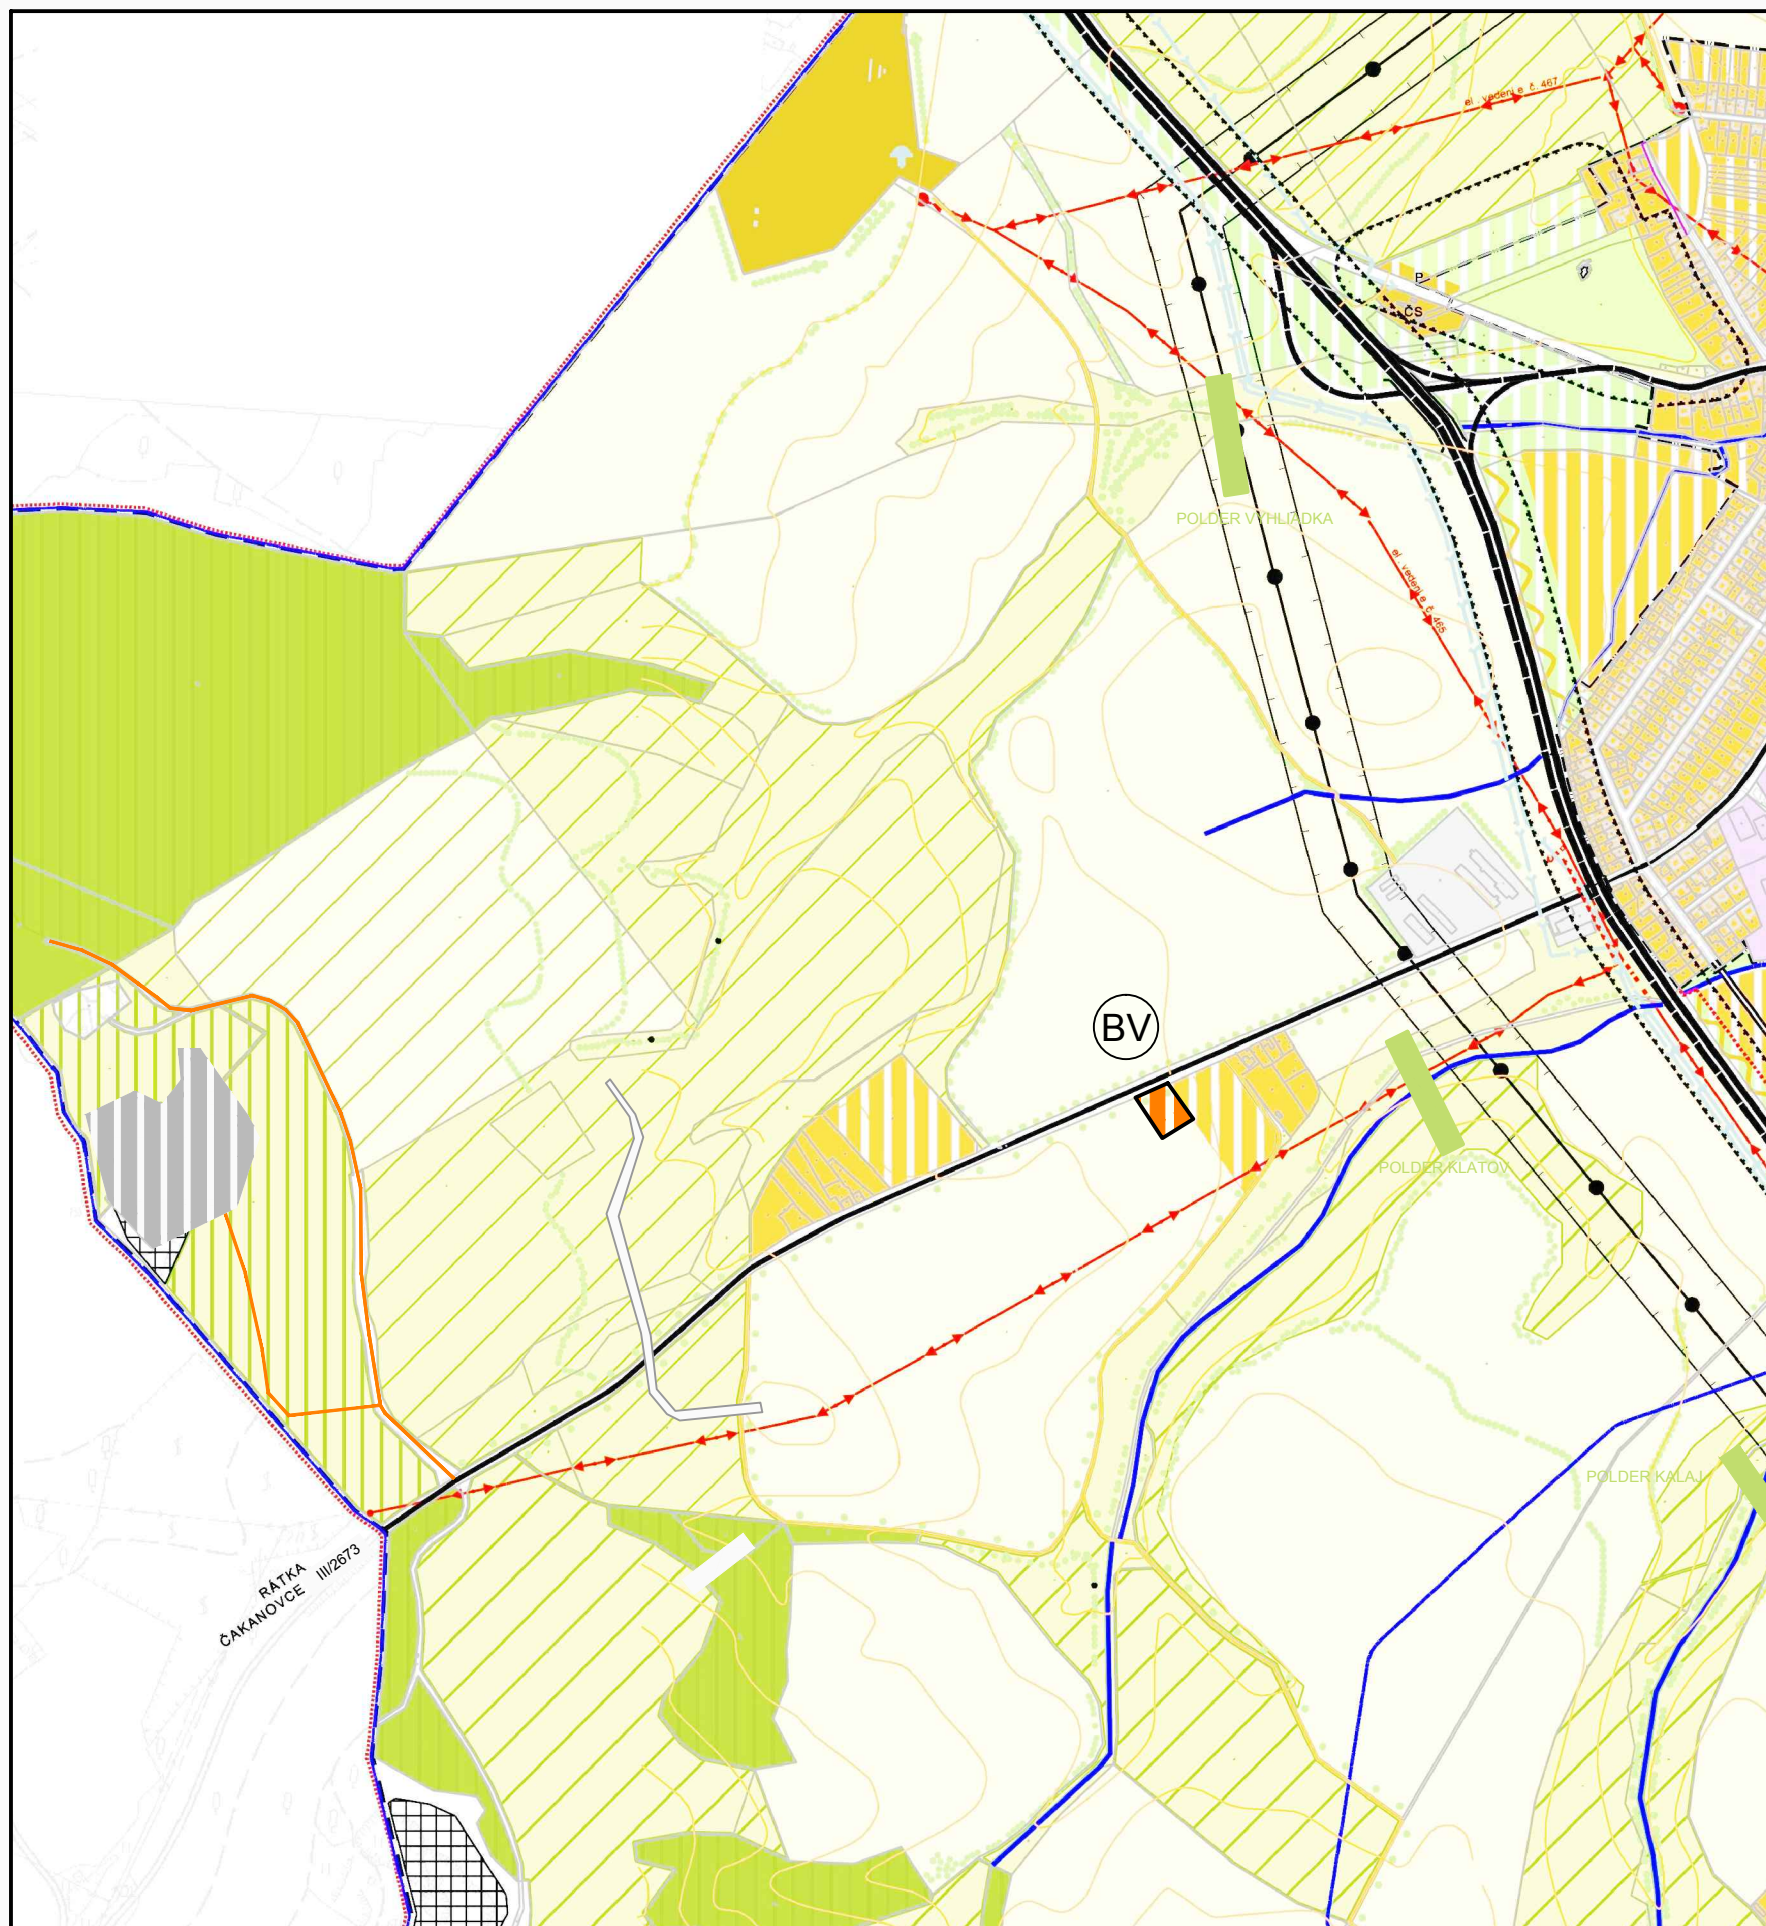 el. vedenie č. 467
P
ČS
POLDER VYHLIADKA
el. vedenie č. 465
BV
POLDER KLATOV
POLDER KALAJ
RÁTKA
ČAKANOVCE III/2673